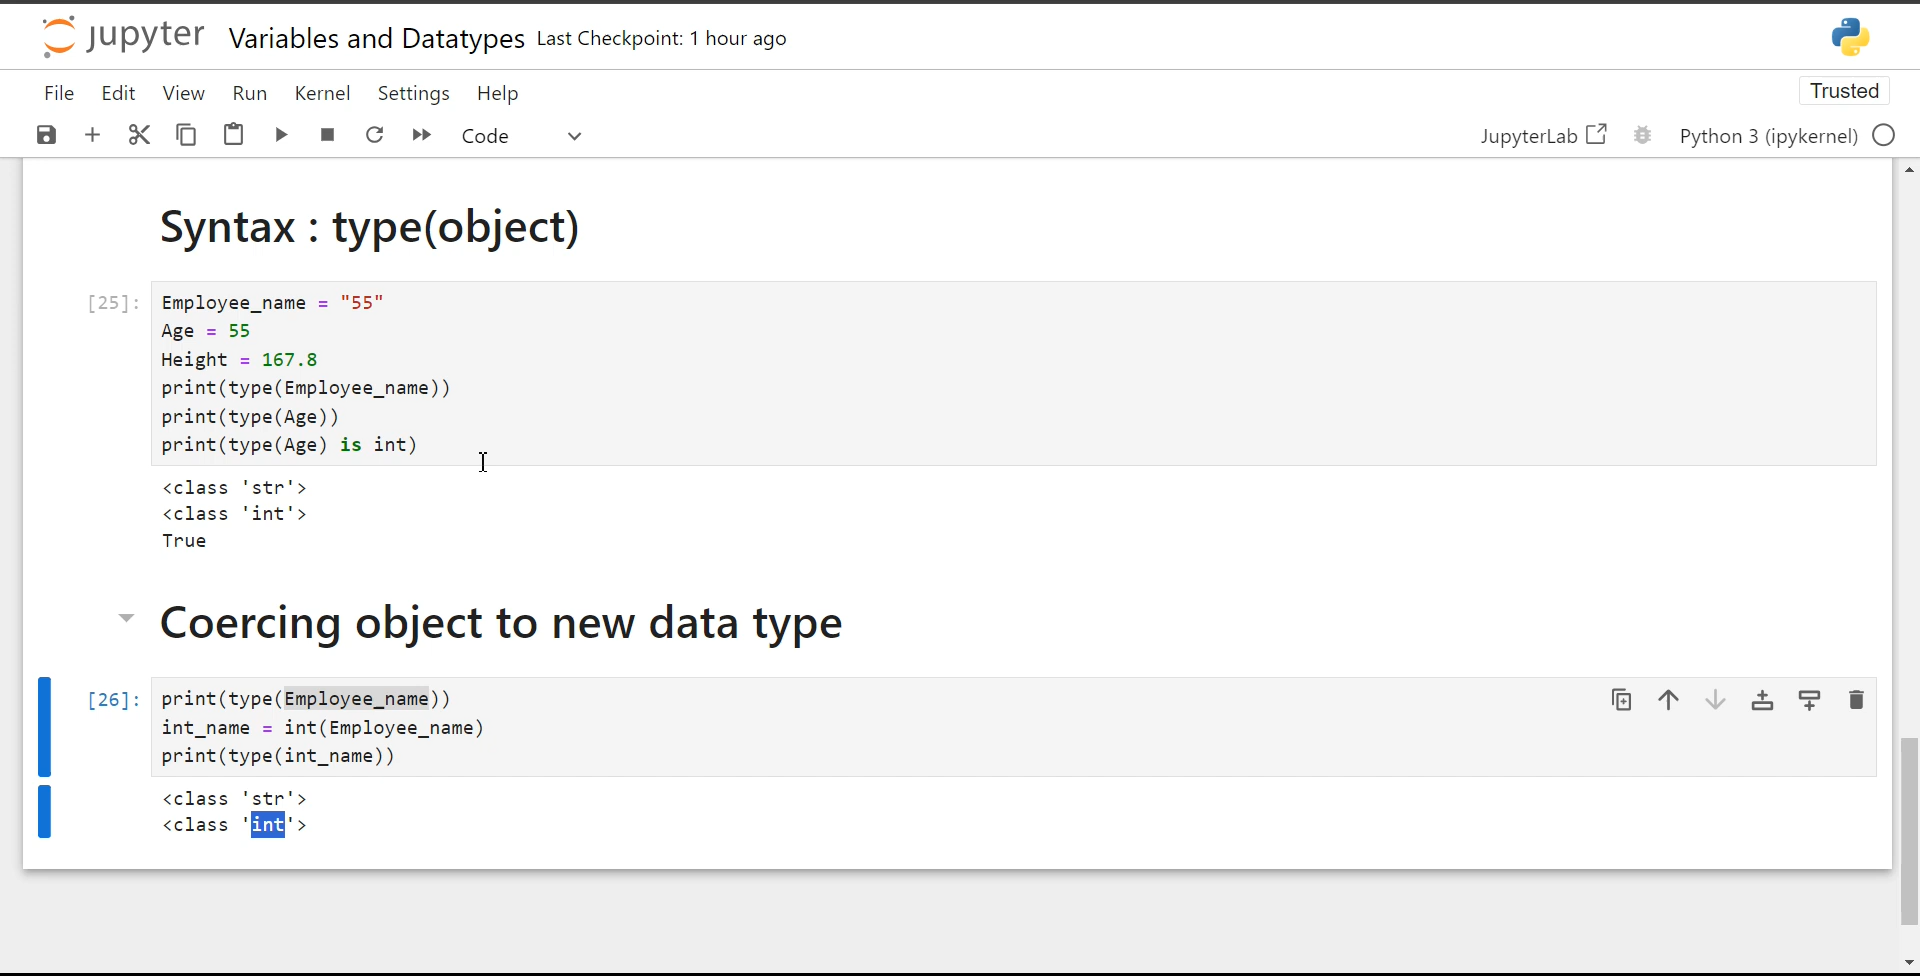 jupyter Variables and Datatypes Last Checkpoint: 1 hour ago
File Edit View Run Kernel Settings Help Trusted
Code JupyterLab Python 3 (ipykernel)
Syntax : type(object)
[25]: Employee_name = "55"
Age = 55
Height = 167.8
print(type(Employee_name))
print(type(Age))
print(type(Age) is int)
<class 'str'>
<class 'int'>
True
Coercing object to new data type
[26]: print(type(Employee_name))
int_name = int(Employee_name)
print(type(int_name))
<class 'str'>
<class 'int'>